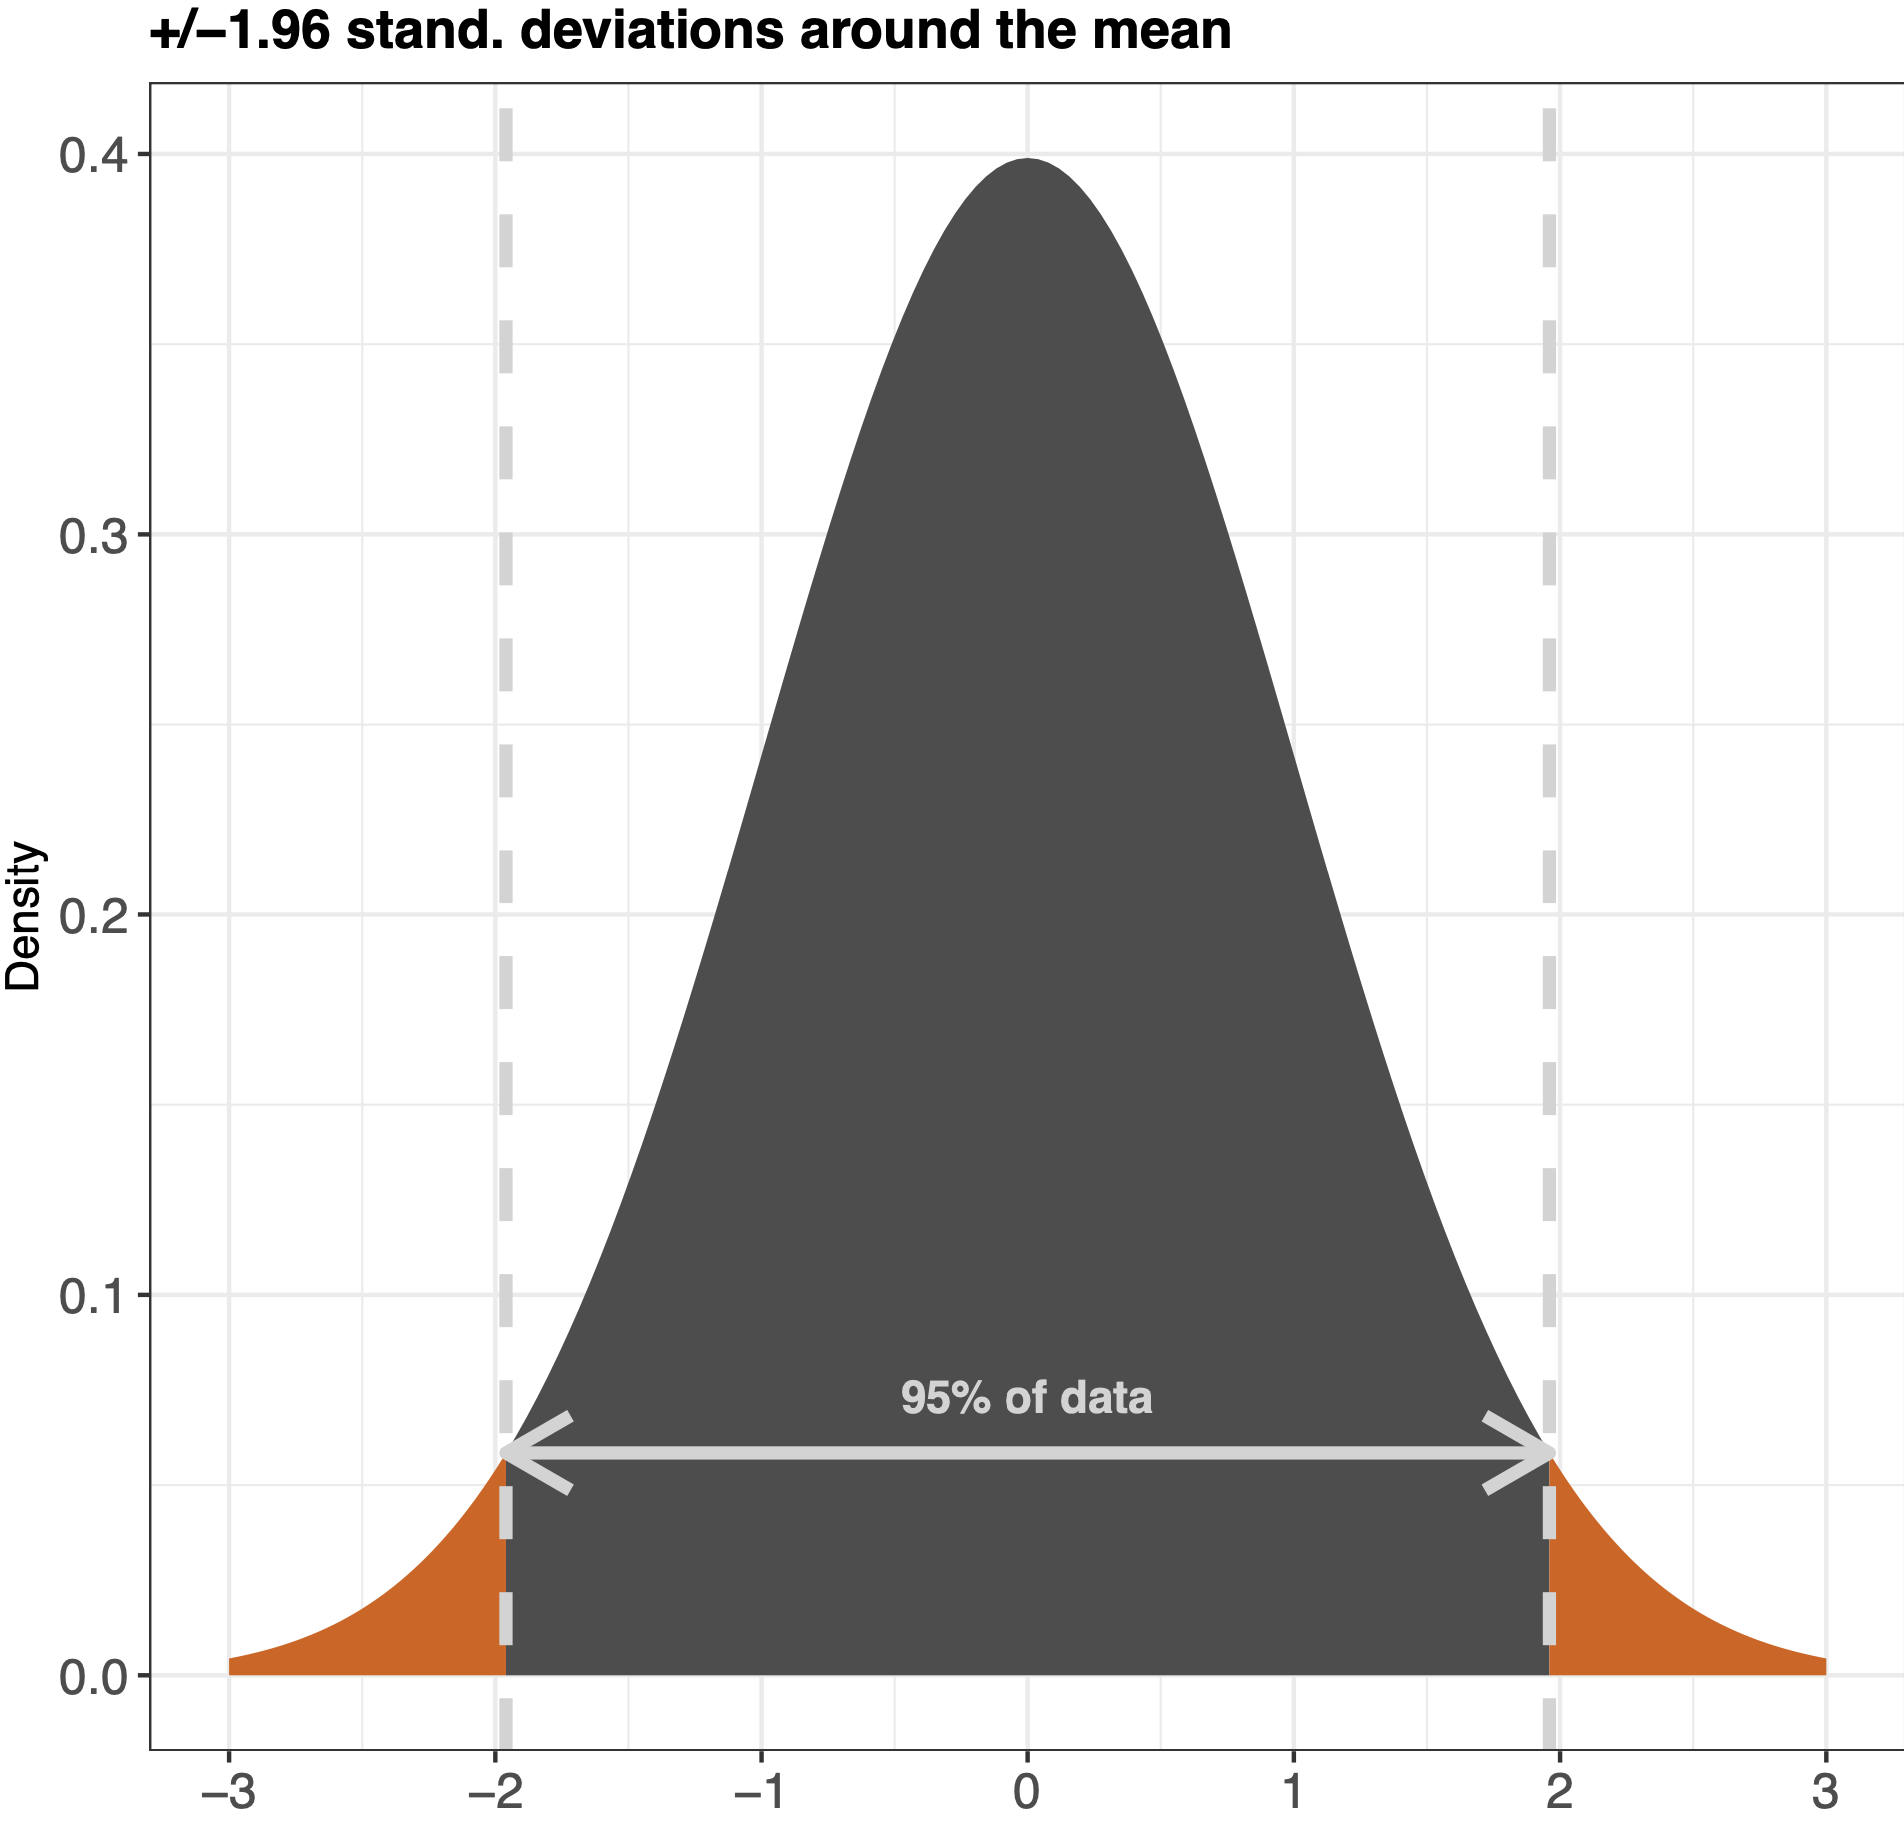 +/−1.96 stand. deviations around the mean
0.4
0.3
0.2
0.1
0.0
Density
95% of data
−3 −2 −1 0 1 2 3